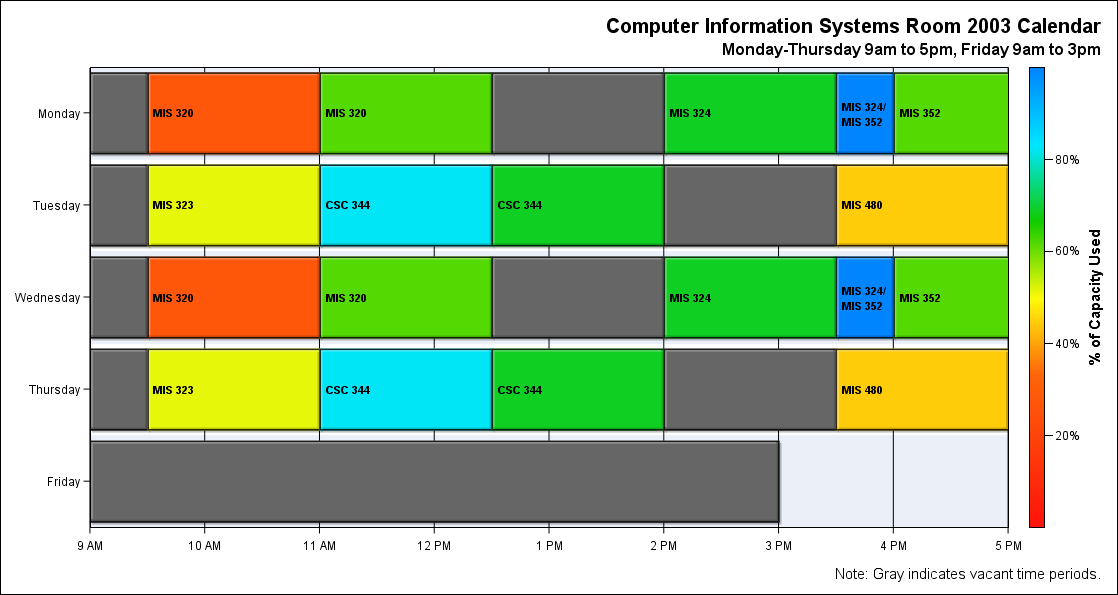 Computer Information Systems Room 2003 Calendar
Monday-Thursday 9am to 5pm, Friday 9am to 3pm
Monday
MIS 320
MIS 320
MIS 324
MIS 324/
MIS 352
MIS 352
Tuesday
MIS 323
CSC 344
CSC 344
MIS 480
Wednesday
MIS 320
MIS 320
MIS 324
MIS 324/
MIS 352
MIS 352
Thursday
MIS 323
CSC 344
CSC 344
MIS 480
Friday
9 AM
10 AM
11 AM
12 PM
1 PM
2 PM
3 PM
4 PM
5 PM
80%
60%
40%
20%
% of Capacity Used
Note: Gray indicates vacant time periods.